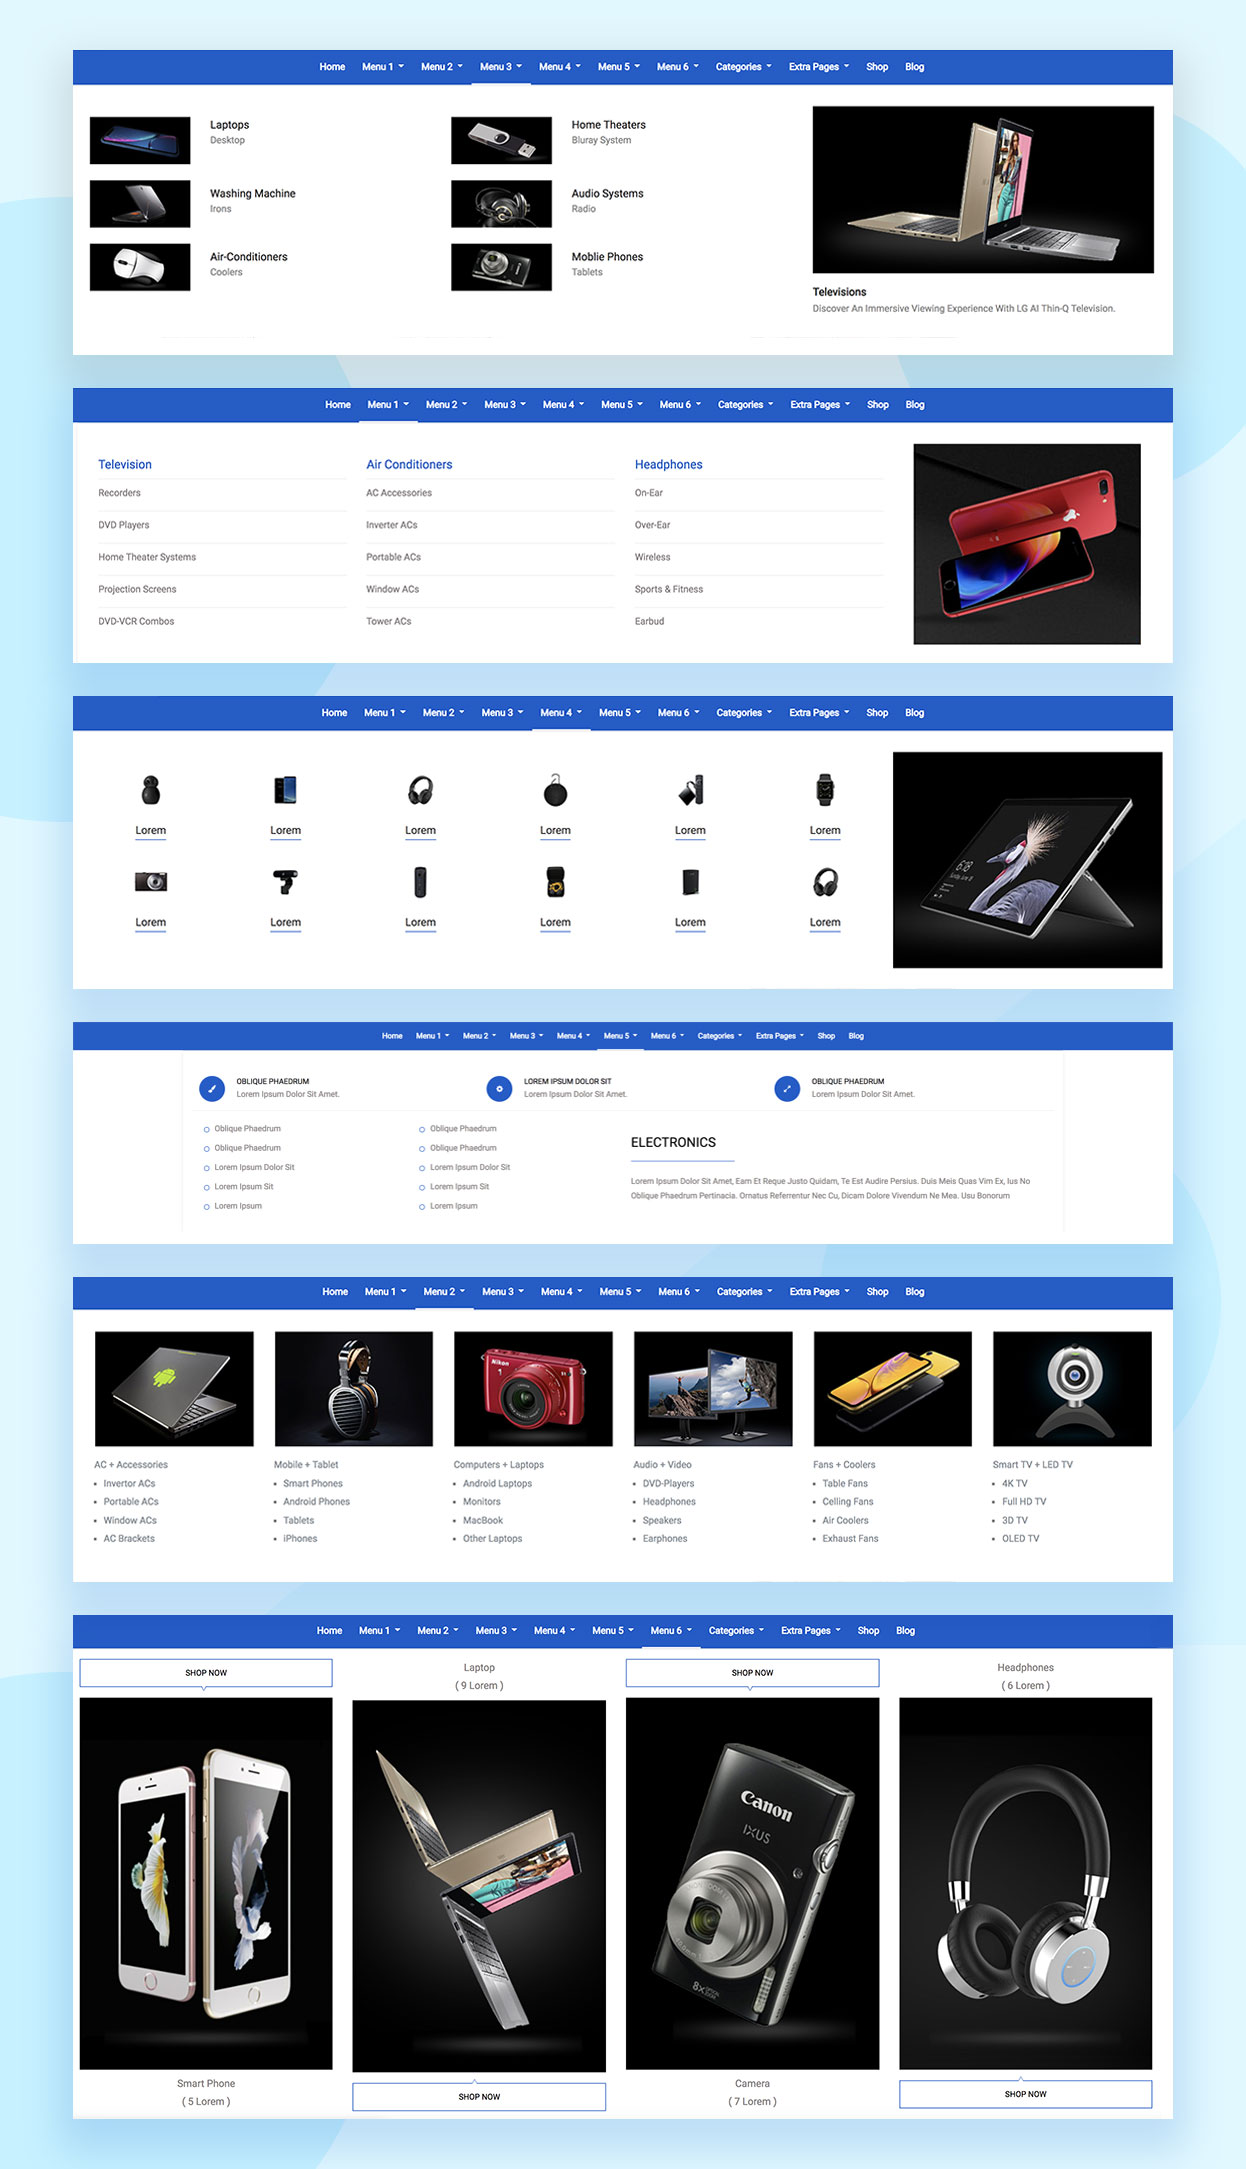 Home Menu 1 Menu 2 Menu 3 Menu 4 Menu 5 Menu 6 Categories Extra Pages Shop Blog
Laptops
Desktop
Washing Machine
Irons
Air-Conditioners
Coolers
Home Theaters
Bluray System
Audio Systems
Radio
Moblie Phones
Tablets
Televisions
Discover An Immersive Viewing Experience With LG AI Thin-Q Television.
Home Menu 1 Menu 2 Menu 3 Menu 4 Menu 5 Menu 6 Categories Extra Pages Shop Blog
Television
Recorders
DVD Players
Home Theater Systems
Projection Screens
DVD-VCR Combos
Air Conditioners
AC Accessories
Inverter ACs
Portable ACs
Window ACs
Tower ACs
Headphones
On-Ear
Over-Ear
Wireless
Sports & Fitness
Earbud
Home Menu 1 Menu 2 Menu 3 Menu 4 Menu 5 Menu 6 Categories Extra Pages Shop Blog
Lorem Lorem Lorem Lorem Lorem Lorem
Lorem Lorem Lorem Lorem Lorem Lorem
6:18
Home Menu 1 Menu 2 Menu 3 Menu 4 Menu 5 Menu 6 Categories Extra Pages Shop Blog
OBLIQUE PHAEDRUM
Lorem Ipsum Dolor Sit Amet.
LOREM IPSUM DOLOR SIT
Lorem Ipsum Dolor Sit Amet.
OBLIQUE PHAEDRUM
Lorem Ipsum Dolor Sit Amet.
Oblique Phaedrum
Oblique Phaedrum
Lorem Ipsum Dolor Sit
Lorem Ipsum Sit
Lorem Ipsum
Oblique Phaedrum
Oblique Phaedrum
Lorem Ipsum Dolor Sit
Lorem Ipsum Sit
Lorem Ipsum
ELECTRONICS
Lorem Ipsum Dolor Sit Amet, Eam Et Reque Justo Quidam, Te Est Audire Persius. Duis Meis Quas Vim Ex, Ius No
Oblique Phaedrum Pertinacia. Ornatus Referrentur Nec Cu, Dicam Dolore Vivendum Ne Mea. Usu Bonorum
Home Menu 1 Menu 2 Menu 3 Menu 4 Menu 5 Menu 6 Categories Extra Pages Shop Blog
AC + Accessories
Invertor ACs
Portable ACs
Window ACs
AC Brackets
Mobile + Tablet
Smart Phones
Android Phones
Tablets
iPhones
Nikon
1
Computers + Laptops
Android Laptops
Monitors
MacBook
Other Laptops
Audio + Video
DVD-Players
Headphones
Speakers
Earphones
Fans + Coolers
Table Fans
Celling Fans
Air Coolers
Exhaust Fans
Smart TV + LED TV
4K TV
Full HD TV
3D TV
OLED TV
Home Menu 1 Menu 2 Menu 3 Menu 4 Menu 5 Menu 6 Categories Extra Pages Shop Blog
SHOP NOW
Smart Phone
( 5 Lorem )
Laptop
( 9 Lorem )
SHOP NOW
SHOP NOW
Canon
IXUS
8x
Camera
( 7 Lorem )
Headphones
( 6 Lorem )
SHOP NOW